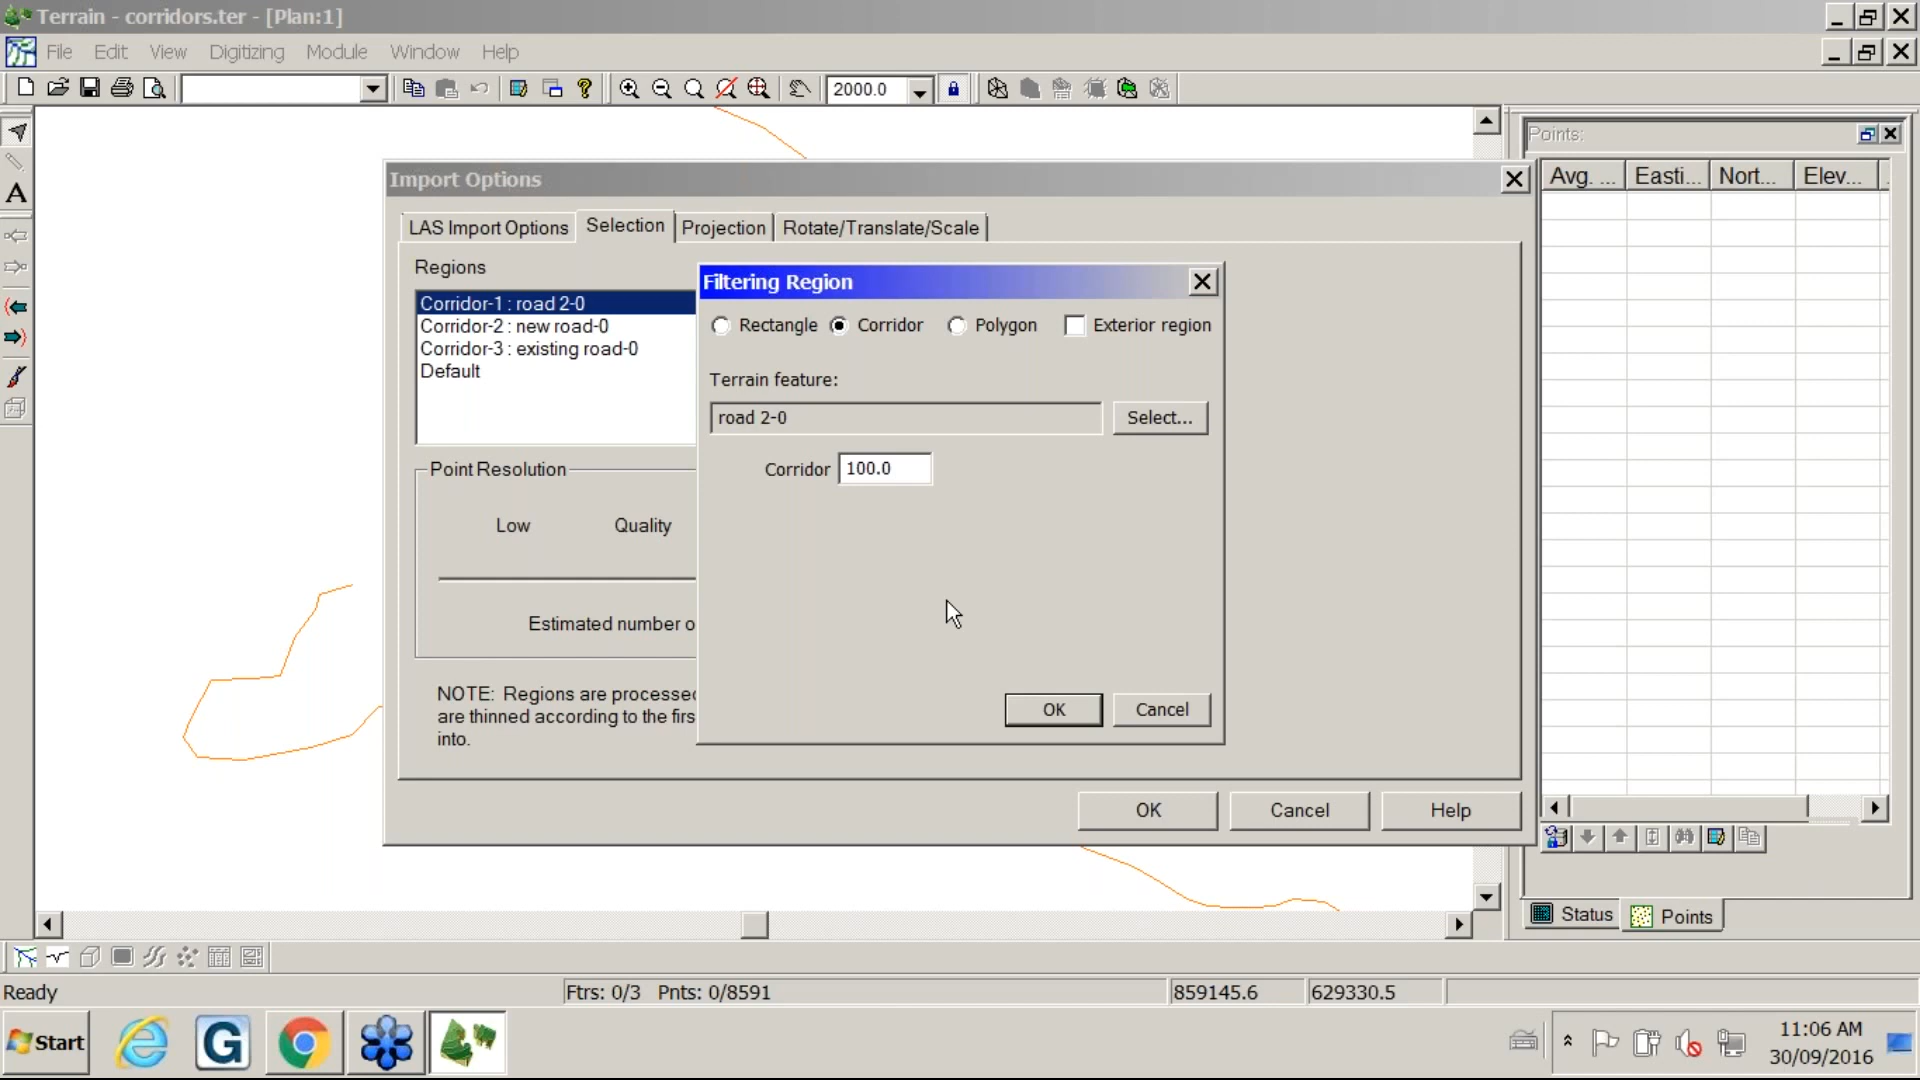 Terrain - corridors.ter - [Plan:1]
File Edit View Digitizing Module Window Help
2000.0
A
Points:
Avg. ... Easti... Nort... Elev...
Import Options
LAS Import Options Selection Projection Rotate/Translate/Scale
Regions
Corridor-1 : road 2-0
Corridor-2 : new road-0
Corridor-3 : existing road-0
Default
Point Resolution
Low Quality
Estimated number o
NOTE: Regions are processed
are thinned according to the firs
into.
Filtering Region
Rectangle Corridor Polygon Exterior region
Terrain feature:
road 2-0 Select...
Corridor 100.0
OK Cancel
OK Cancel Help
Status Points
Ready Ftrs: 0/3 Pnts: 0/8591 859145.6 629330.5
Start
G
11:06 AM
30/09/2016